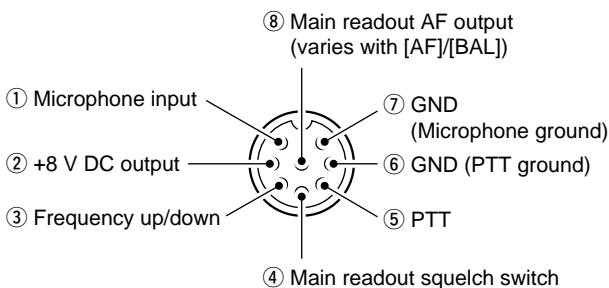 ⑧ Main readout AF output
(varies with [AF]/[BAL])
① Microphone input
⑦ GND
(Microphone ground)
② +8 V DC output
⑥ GND (PTT ground)
③ Frequency up/down
⑤ PTT
④ Main readout squelch switch